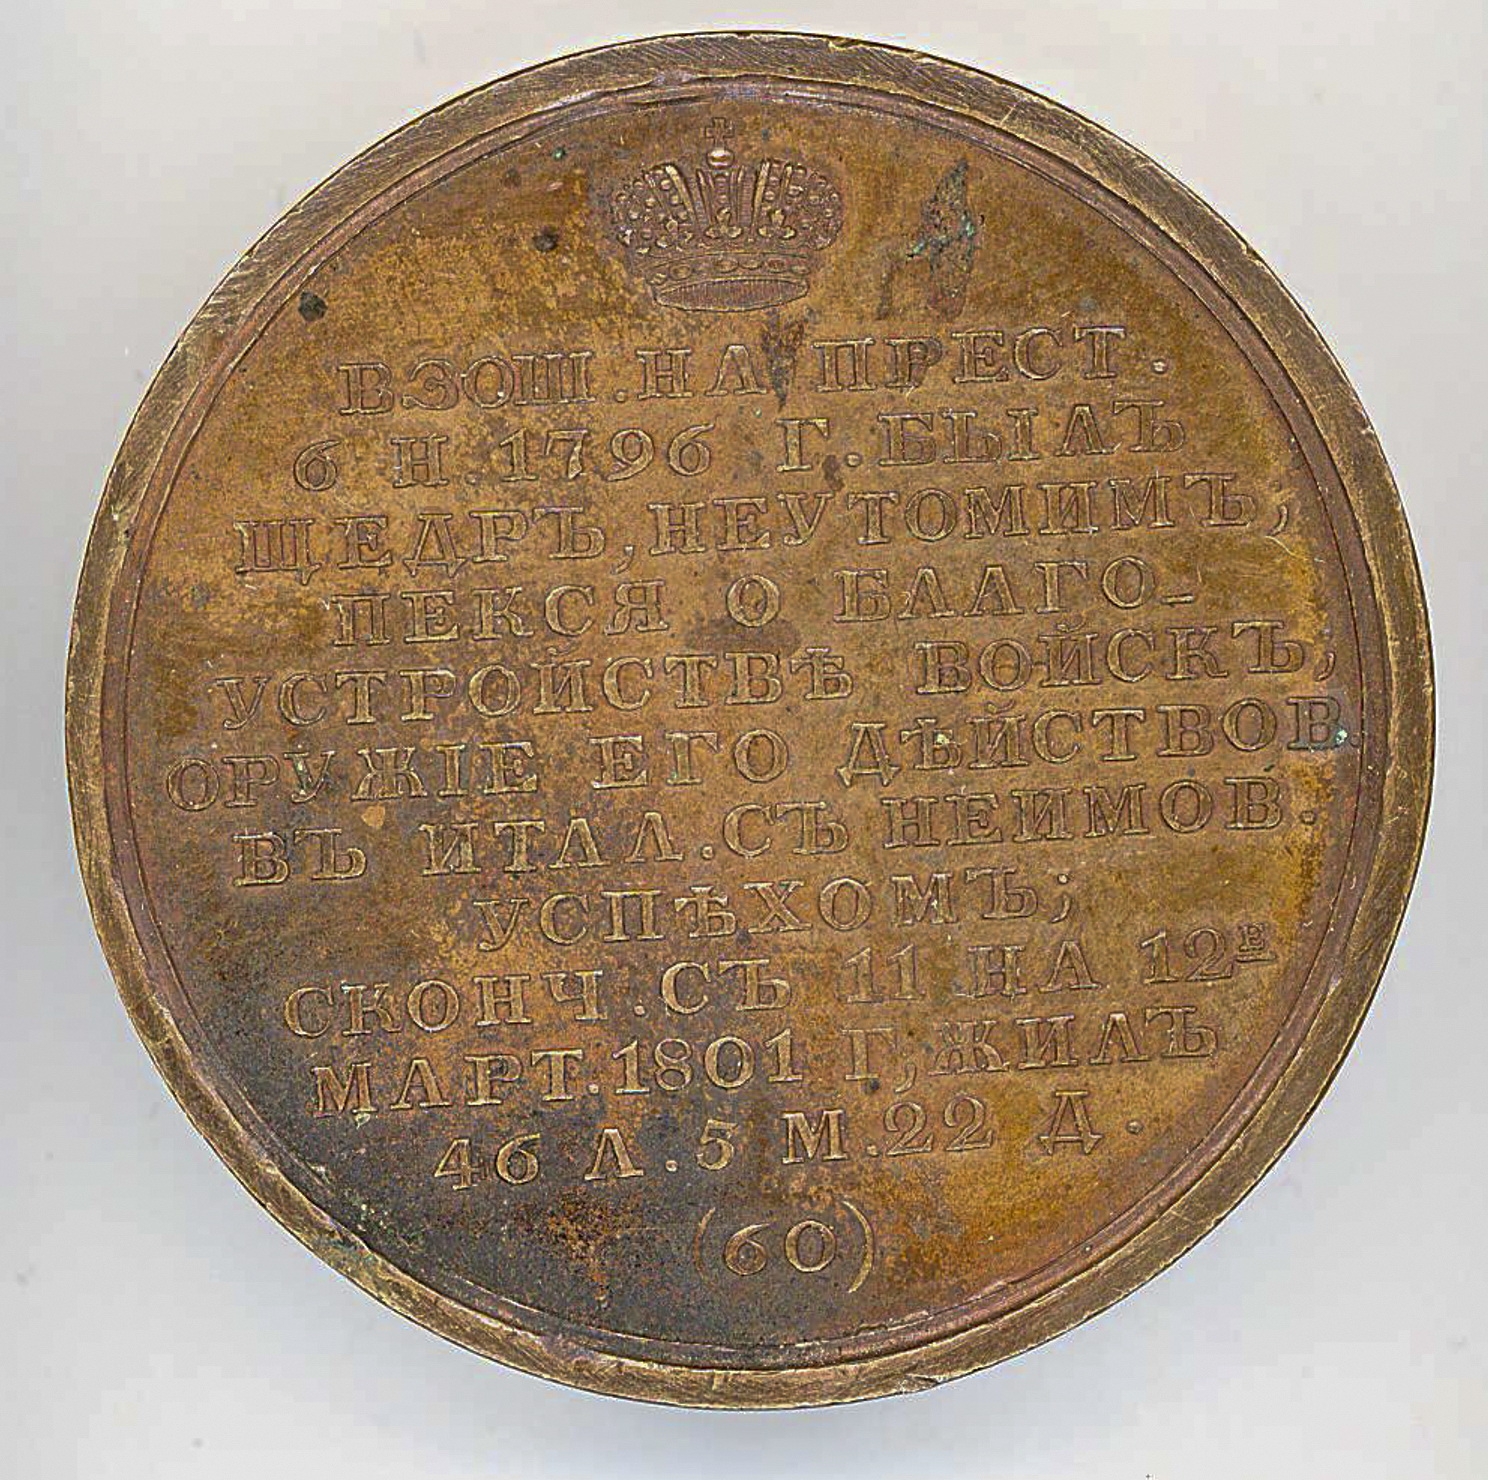 ВЗОШ. НА ПРЕСТ.
6 Н. 1796 Г. БЫЛЪ
ЩЕДРЪ, НЕУТОМИМЪ;
ПЕКСЯ О БЛАГО-
УСТРОЙСТВѢ ВОЙСКЪ;
ОРУЖІЕ ЕГО ДѢЙСТВОВ.
ВЪ ИТАЛ. СЪ НЕИМОВ.
УСПѢХОМЪ;
СКОНЧ. СЪ 11 НА 12Е
МАРТ. 1801 Г, ЖИЛЪ
46 Л. 5 М. 22 Д.
(60)